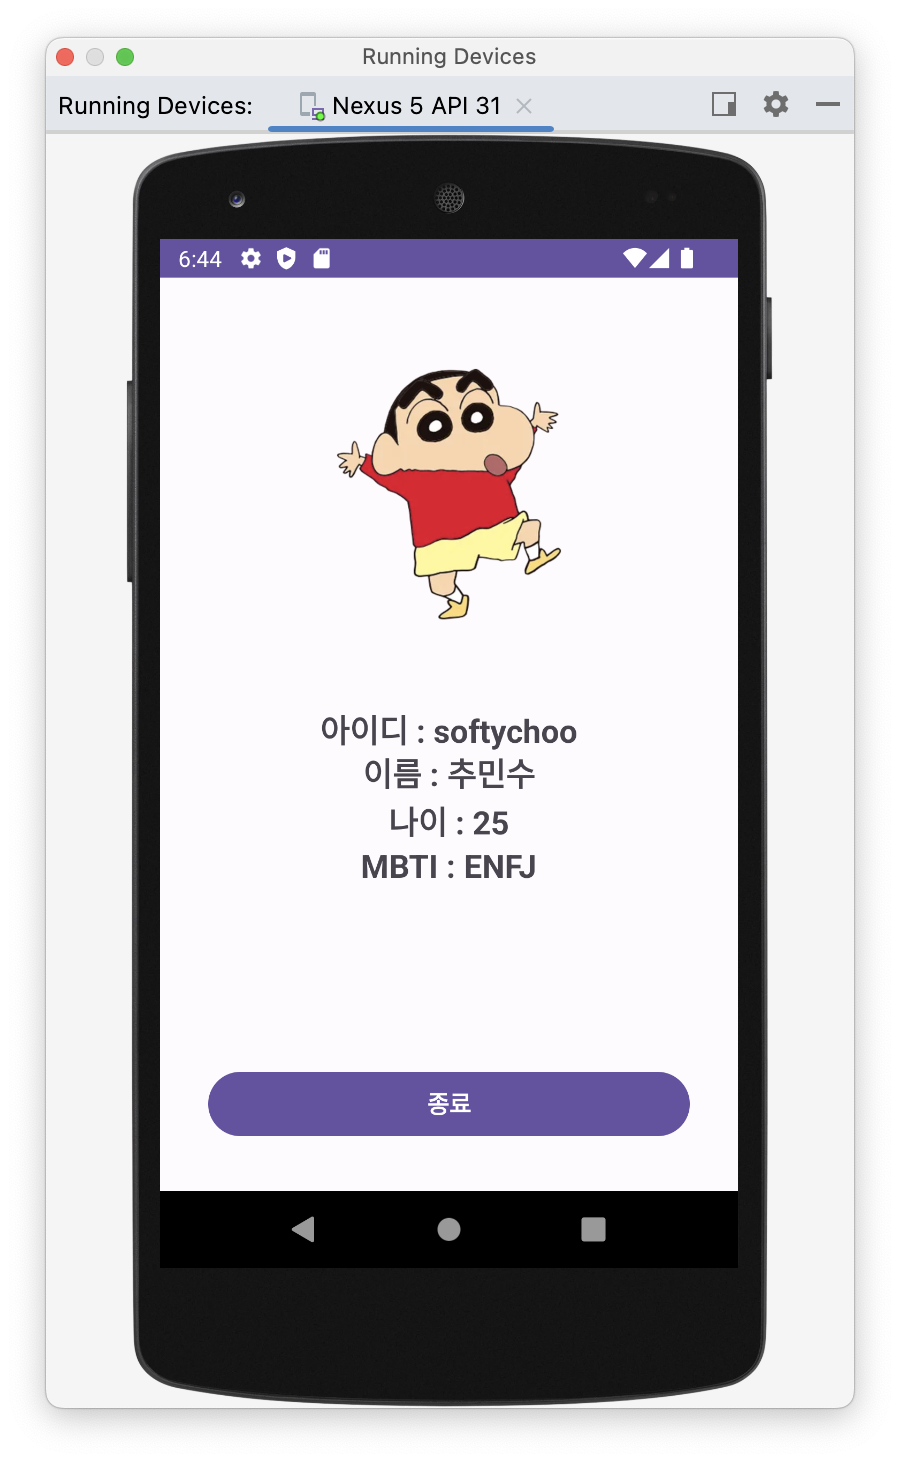 Running Devices
Running Devices: Nexus 5 API 31
6:44
아이디 : softychoo
이름 : 추민수
나이 : 25
MBTI : ENFJ
종료